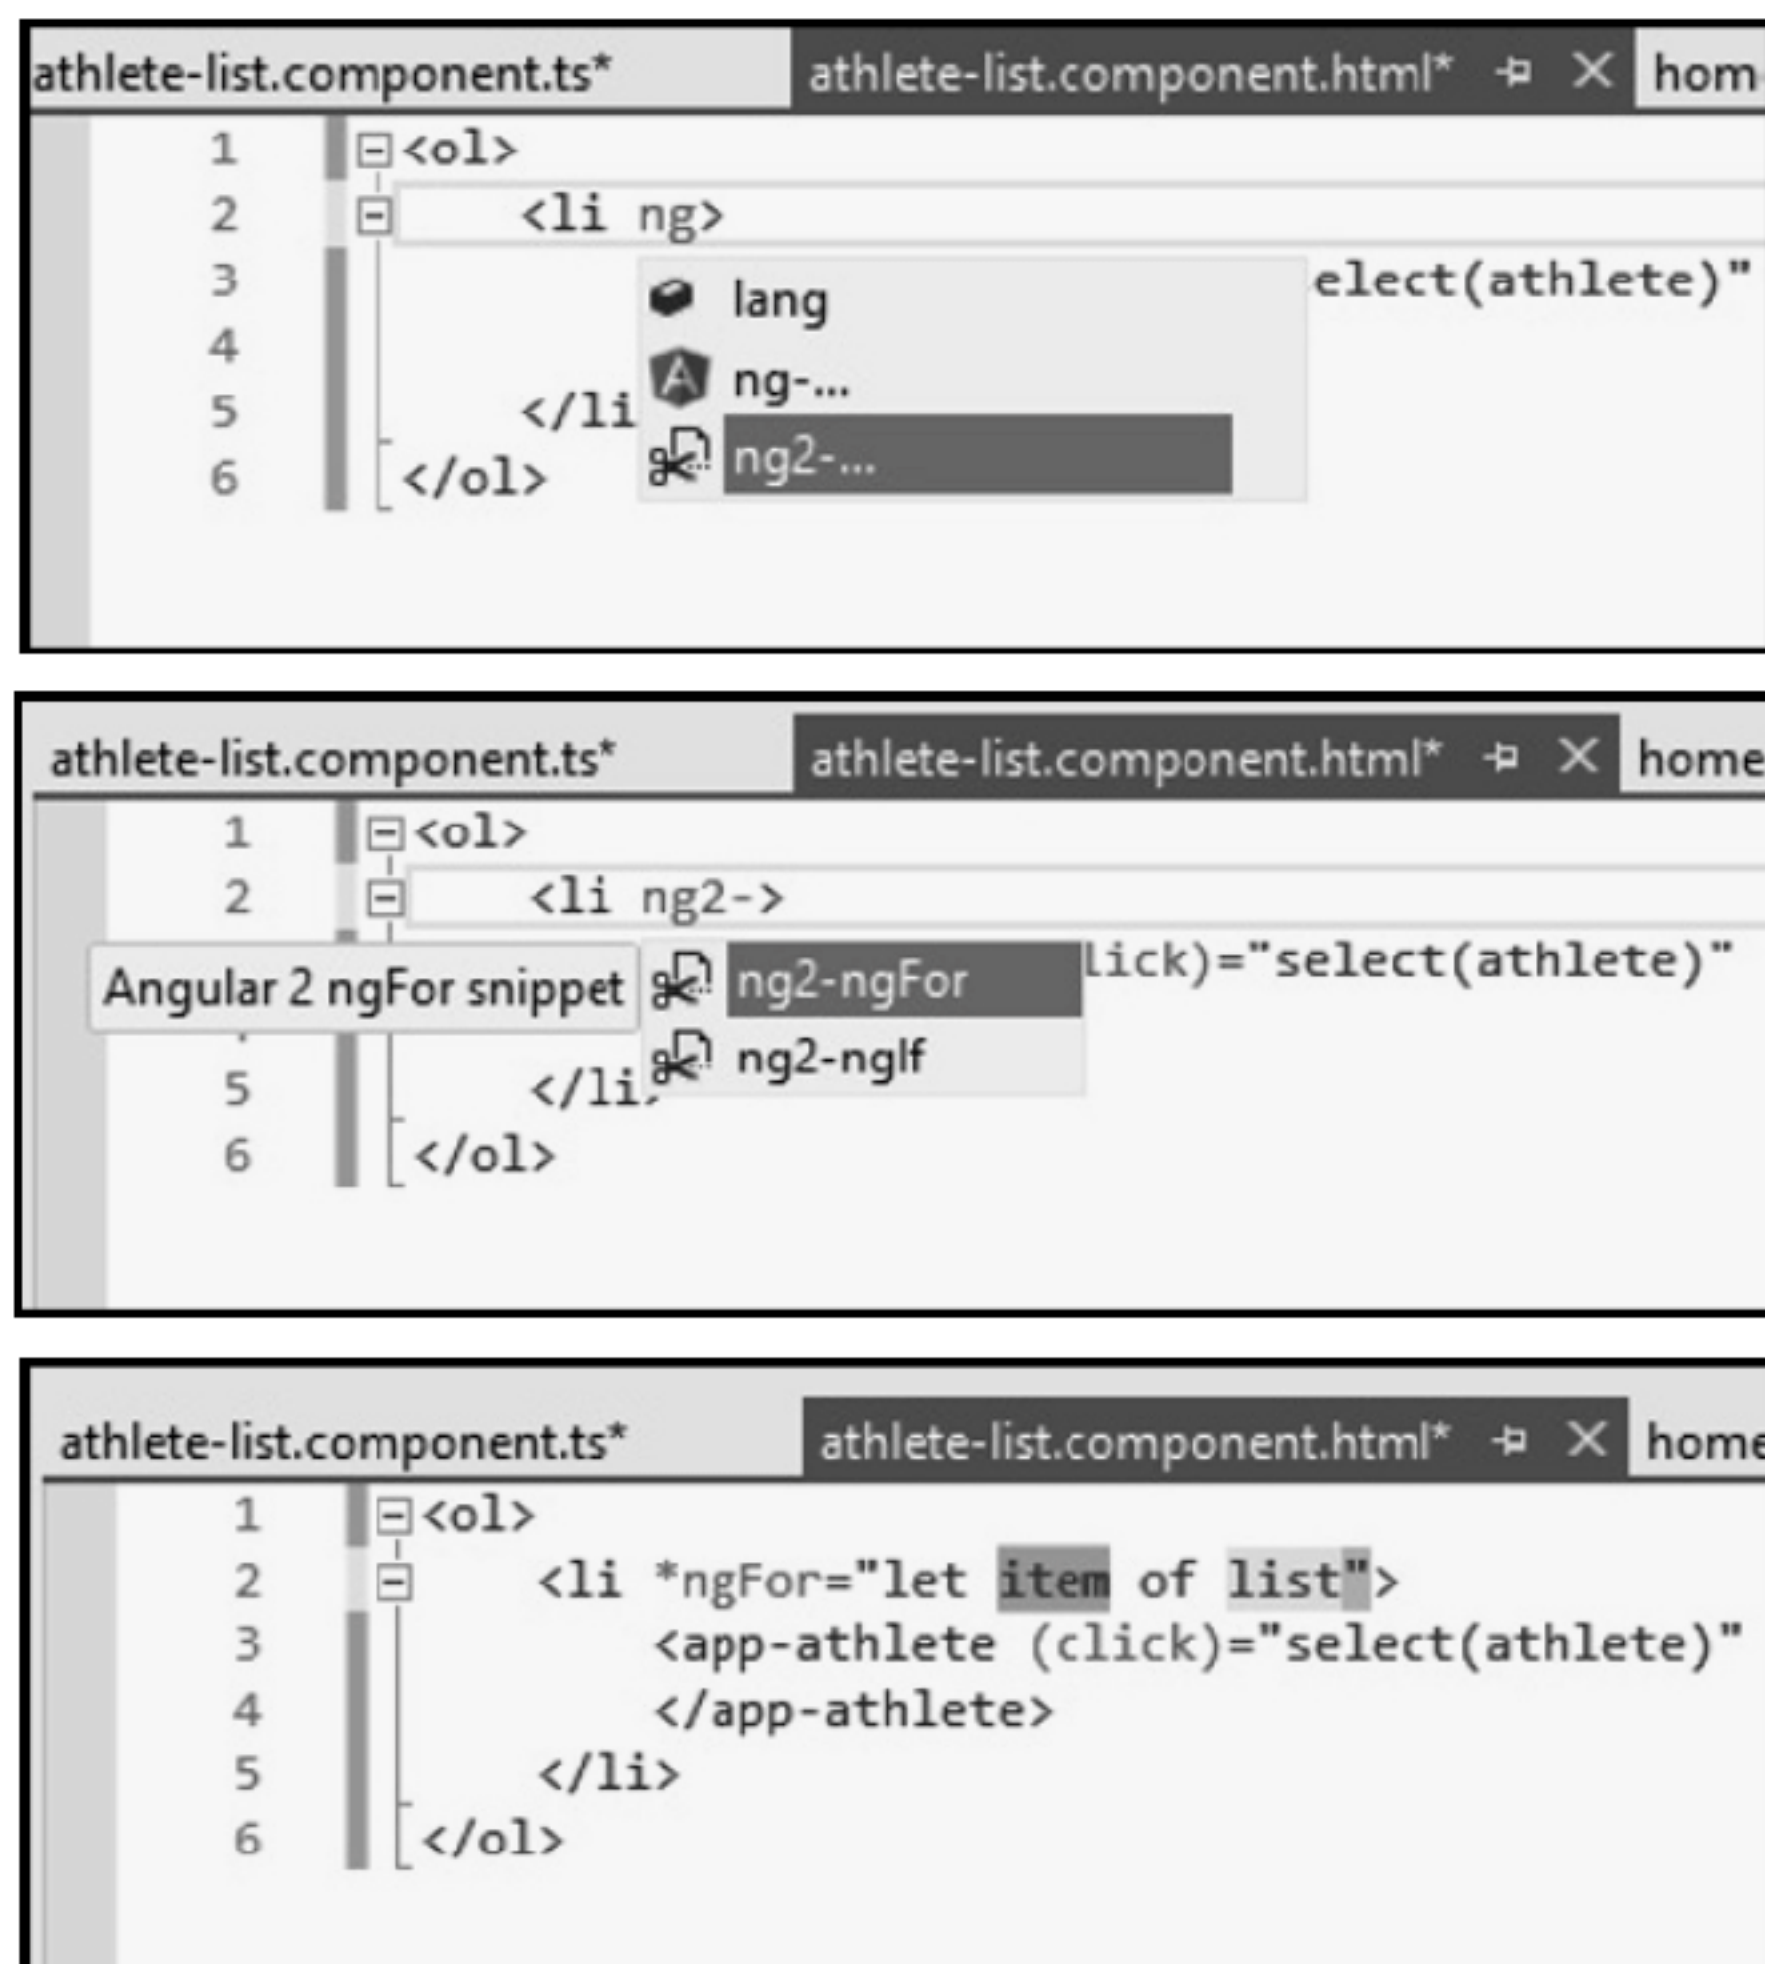 athlete-list.component.ts* athlete-list.component.html*
1 <ol>
2 <li ng>
3 elect(athlete)"
lang
4
ng-...
5 </li
ng2-...
6 </ol>
athlete-list.component.ts* athlete-list.component.html* home
1 <ol>
2 <li ng2->
lick)="select(athlete)"
Angular 2 ngFor snippet ng2-ngFor
ng2-ngIf
5 </li
6 </ol>
athlete-list.component.ts* athlete-list.component.html* home
1 <ol>
2 <li *ngFor="let item of list">
3 <app-athlete (click)="select(athlete)"
4 </app-athlete>
5 </li>
6 </ol>